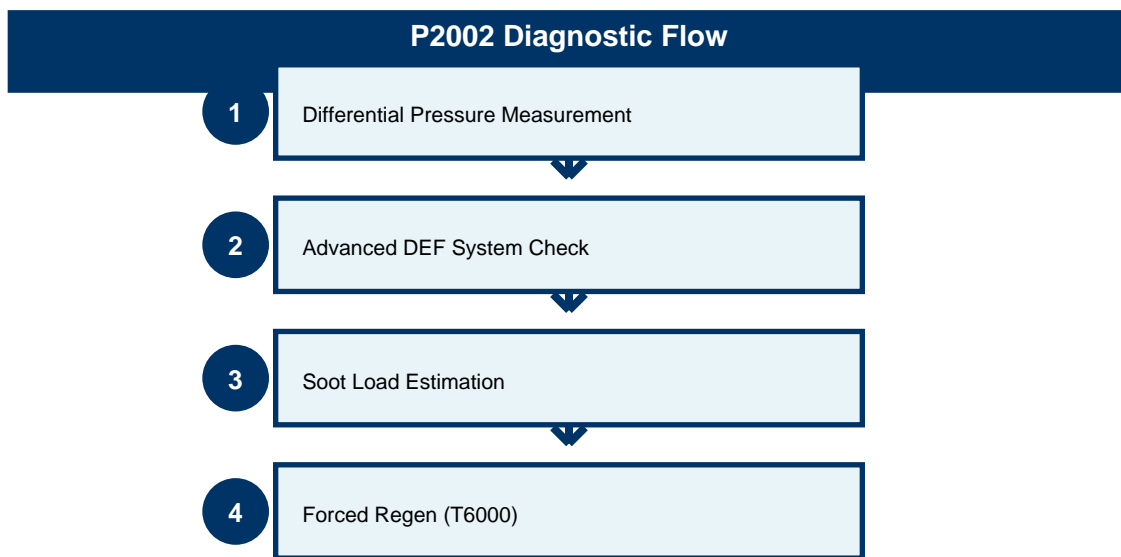 P2002 Diagnostic Flow
1
Differential Pressure Measurement
2
Advanced DEF System Check
3
Soot Load Estimation
4
Forced Regen (T6000)